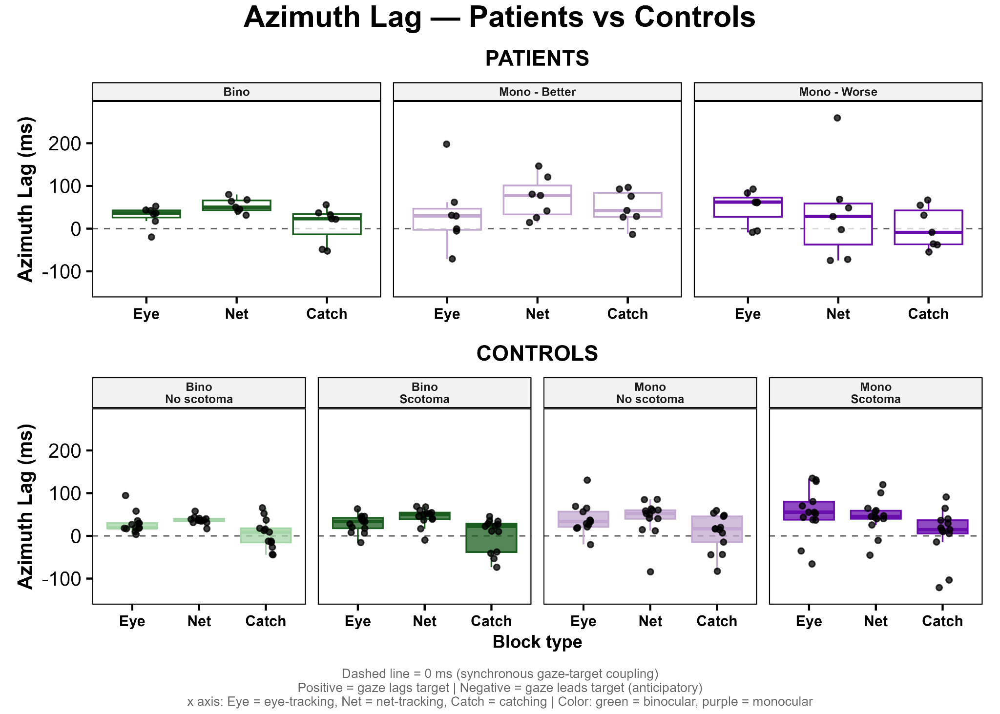 Azimuth Lag — Patients vs Controls
PATIENTS
Bino
Mono - Better
Mono - Worse
Azimuth Lag (ms)
200
100
0
-100
Eye
Net
Catch
Eye
Net
Catch
Eye
Net
Catch
CONTROLS
Bino
No scotoma
Bino
Scotoma
Mono
No scotoma
Mono
Scotoma
Azimuth Lag (ms)
200
100
0
-100
Eye
Net
Catch
Eye
Net
Catch
Eye
Net
Catch
Eye
Net
Catch
Block type
Dashed line = 0 ms (synchronous gaze-target coupling)
Positive = gaze lags target | Negative = gaze leads target (anticipatory)
x axis: Eye = eye-tracking, Net = net-tracking, Catch = catching | Color: green = binocular, purple = monocular